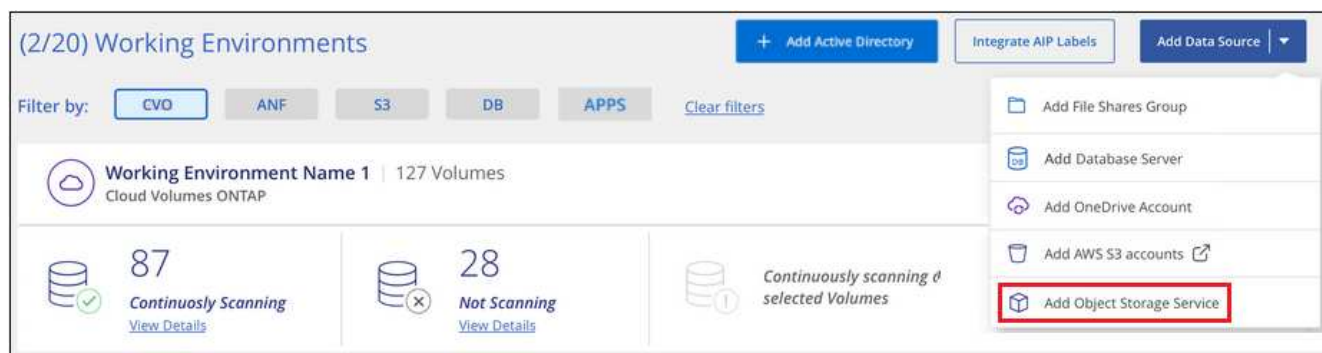 (2/20) Working Environments
+ Add Active Directory
Integrate AIP Labels
Add Data Source
Filter by: CVO ANF S3 DB APPS Clear filters
Working Environment Name 1 | 127 Volumes
Cloud Volumes ONTAP
87
Continuosly Scanning
View Details
28
Not Scanning
View Details
Continuously scanning
selected Volumes
Add File Shares Group
DB
Add Database Server
Add OneDrive Account
Add AWS S3 accounts
Add Object Storage Service